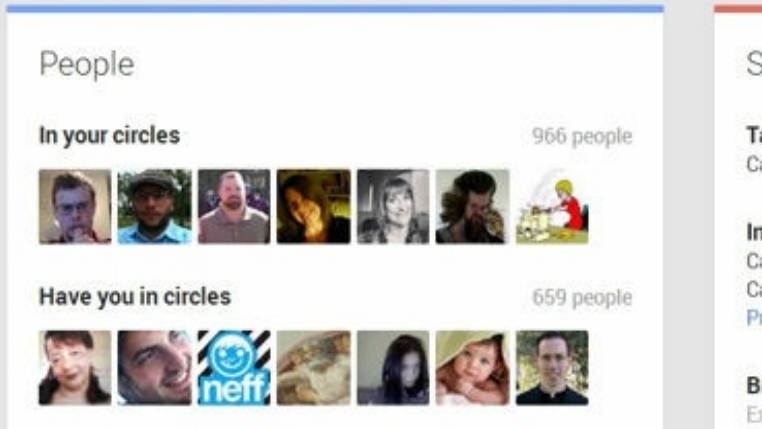 People
In your circles
966 people
Have you in circles
659 people
neff